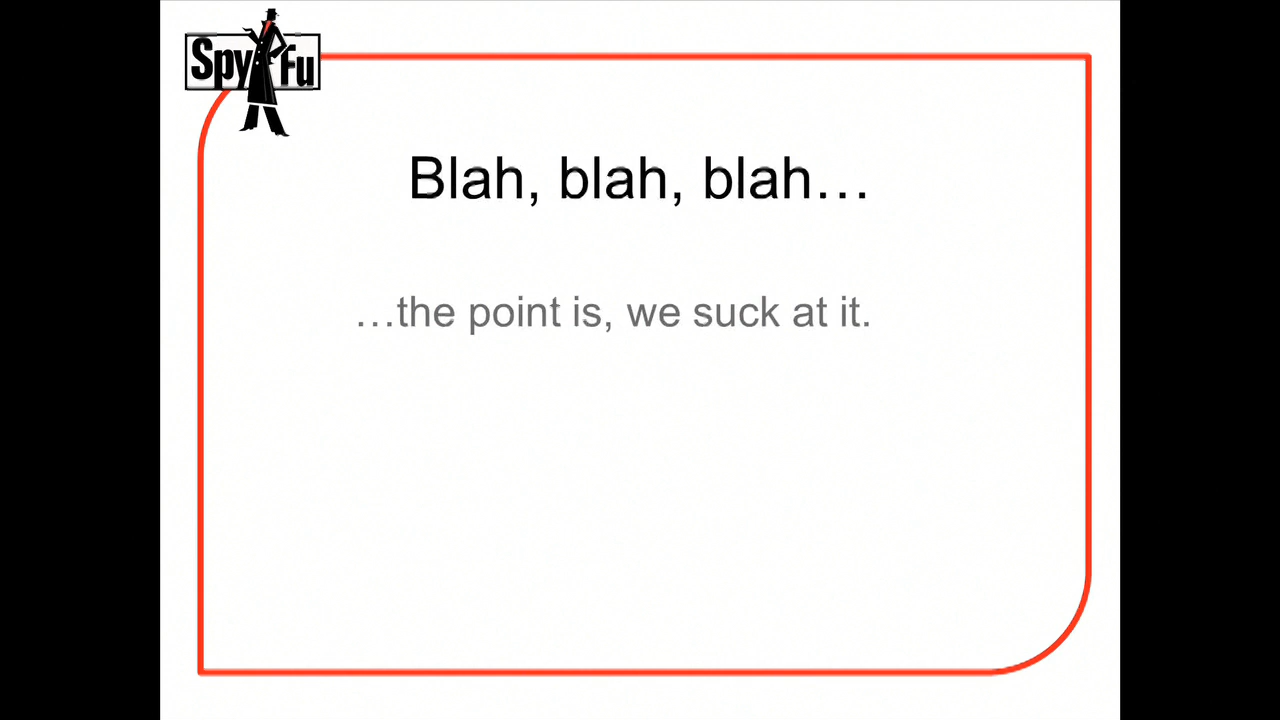 Spy Fu
Blah, blah, blah…
…the point is, we suck at it.